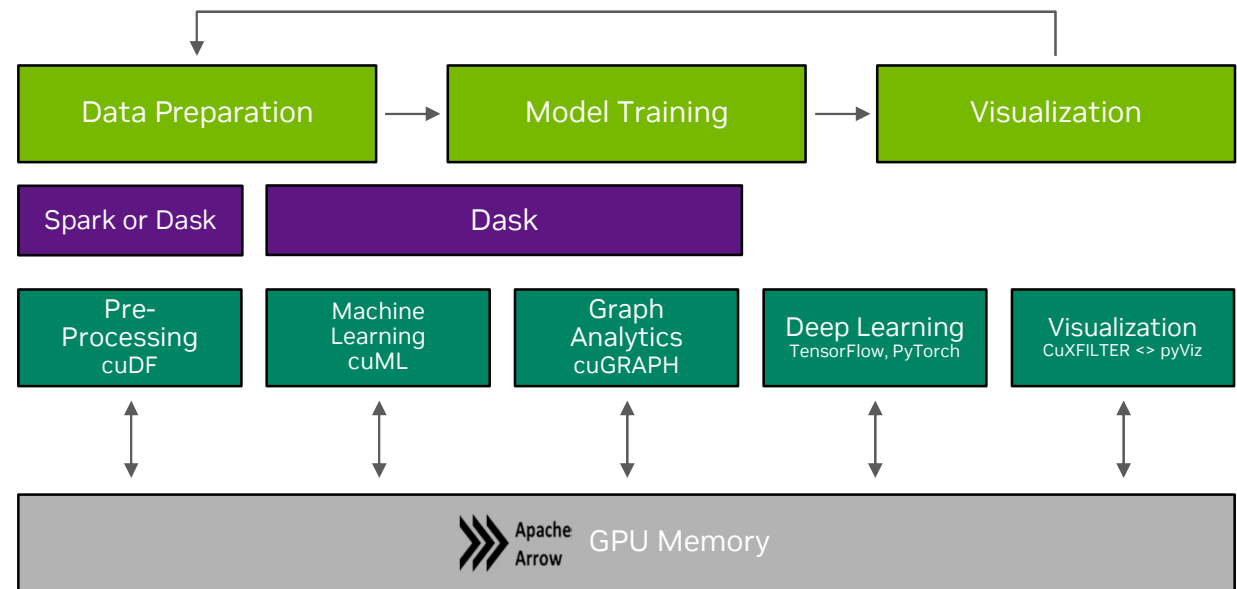 Data Preparation
Model Training
Visualization
Spark or Dask
Dask
Pre-
Processing
cuDF
Machine
Learning
cuML
Graph
Analytics
cuGRAPH
Deep Learning
TensorFlow, PyTorch
Visualization
CuXFILTER <> pyViz
Apache
Arrow
GPU Memory